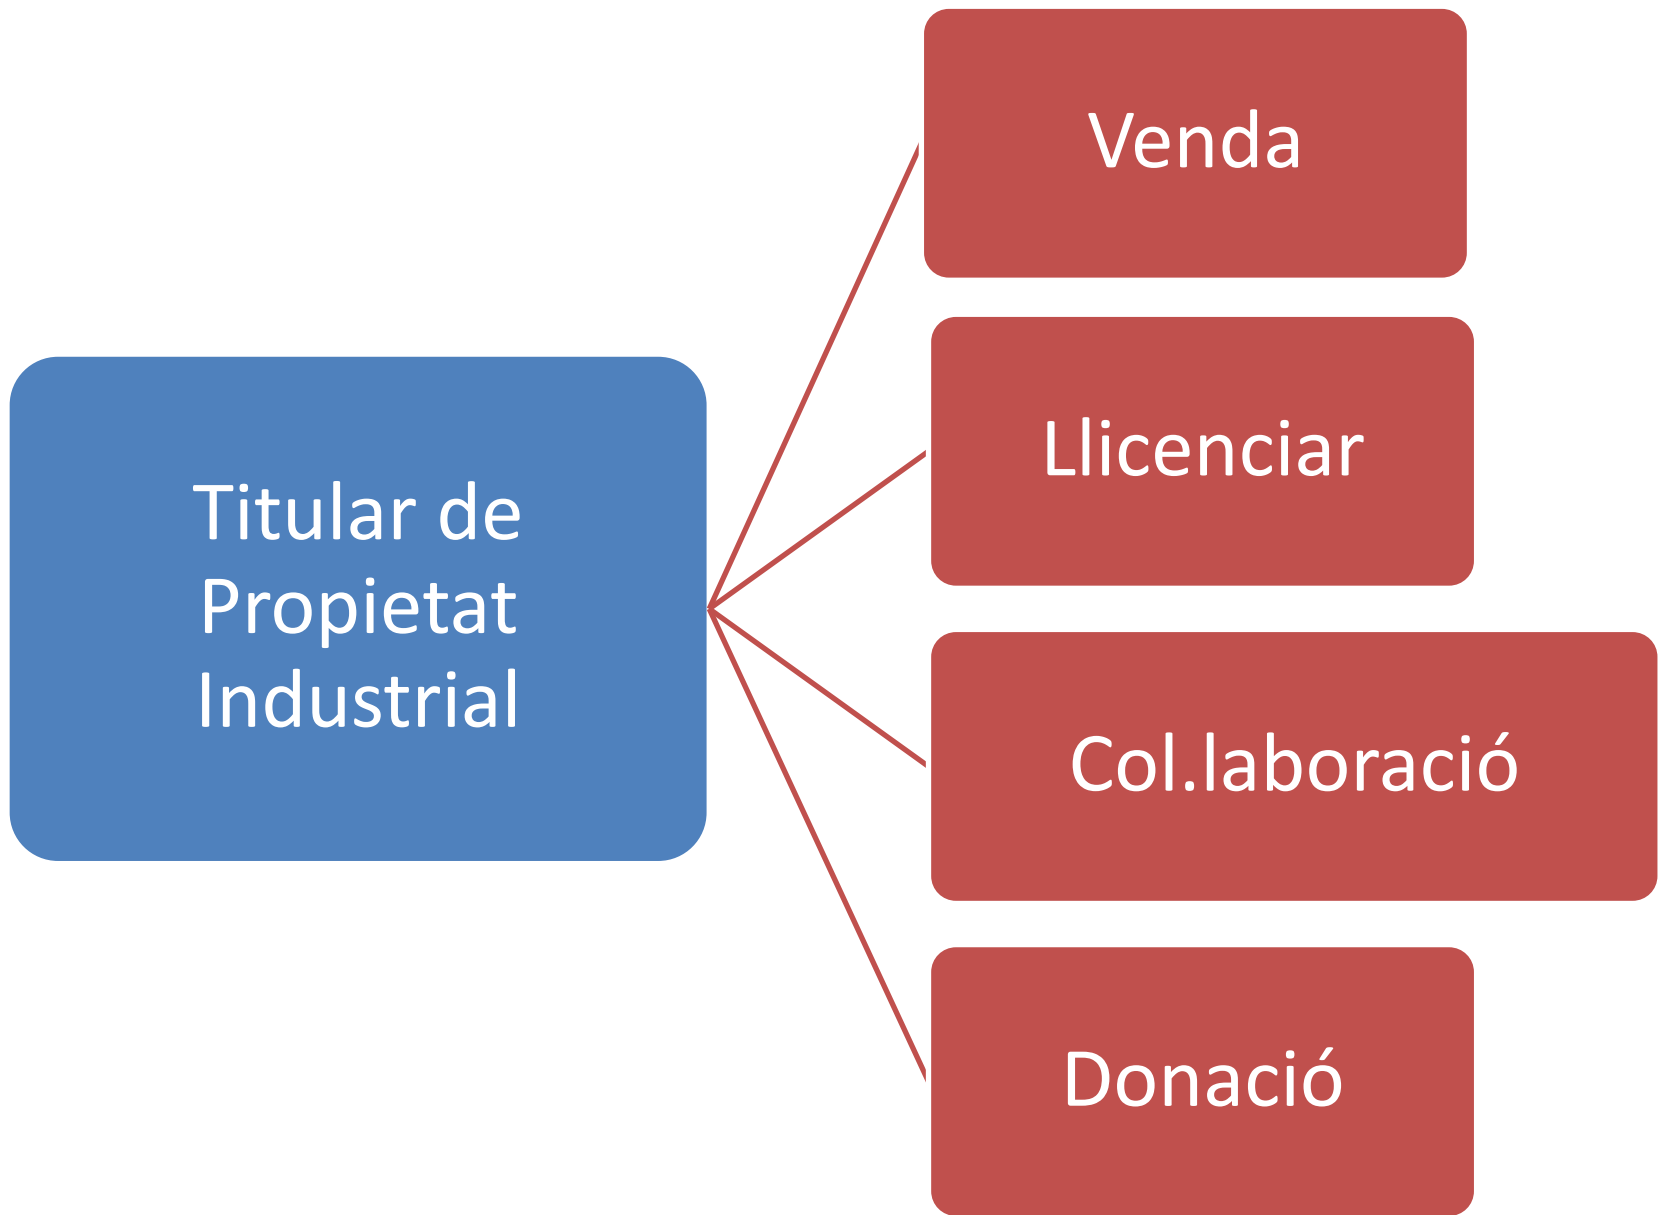 Titular de
Propietat
Industrial
Venda
Llicenciar
Col.laboració
Donació